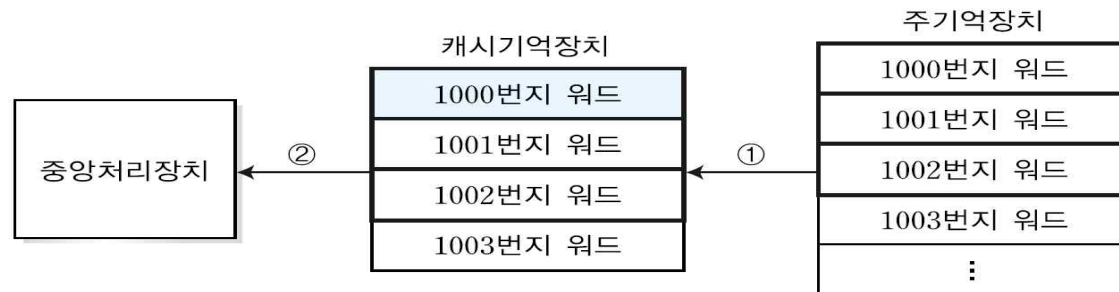 주기억장치
캐시기억장치
1000번지 워드
1000번지 워드
1001번지 워드
1001번지 워드
②
①
중앙처리장치
1002번지 워드
1002번지 워드
1003번지 워드
1003번지 워드
⋮